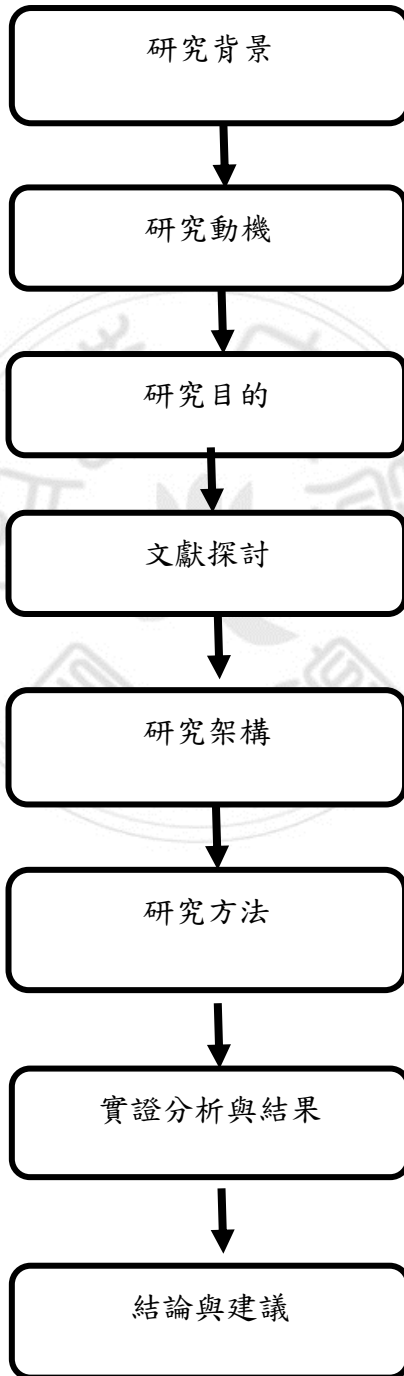 研究背景
研究動機
研究目的
文獻探討
研究架構
研究方法
實證分析與結果
結論與建議